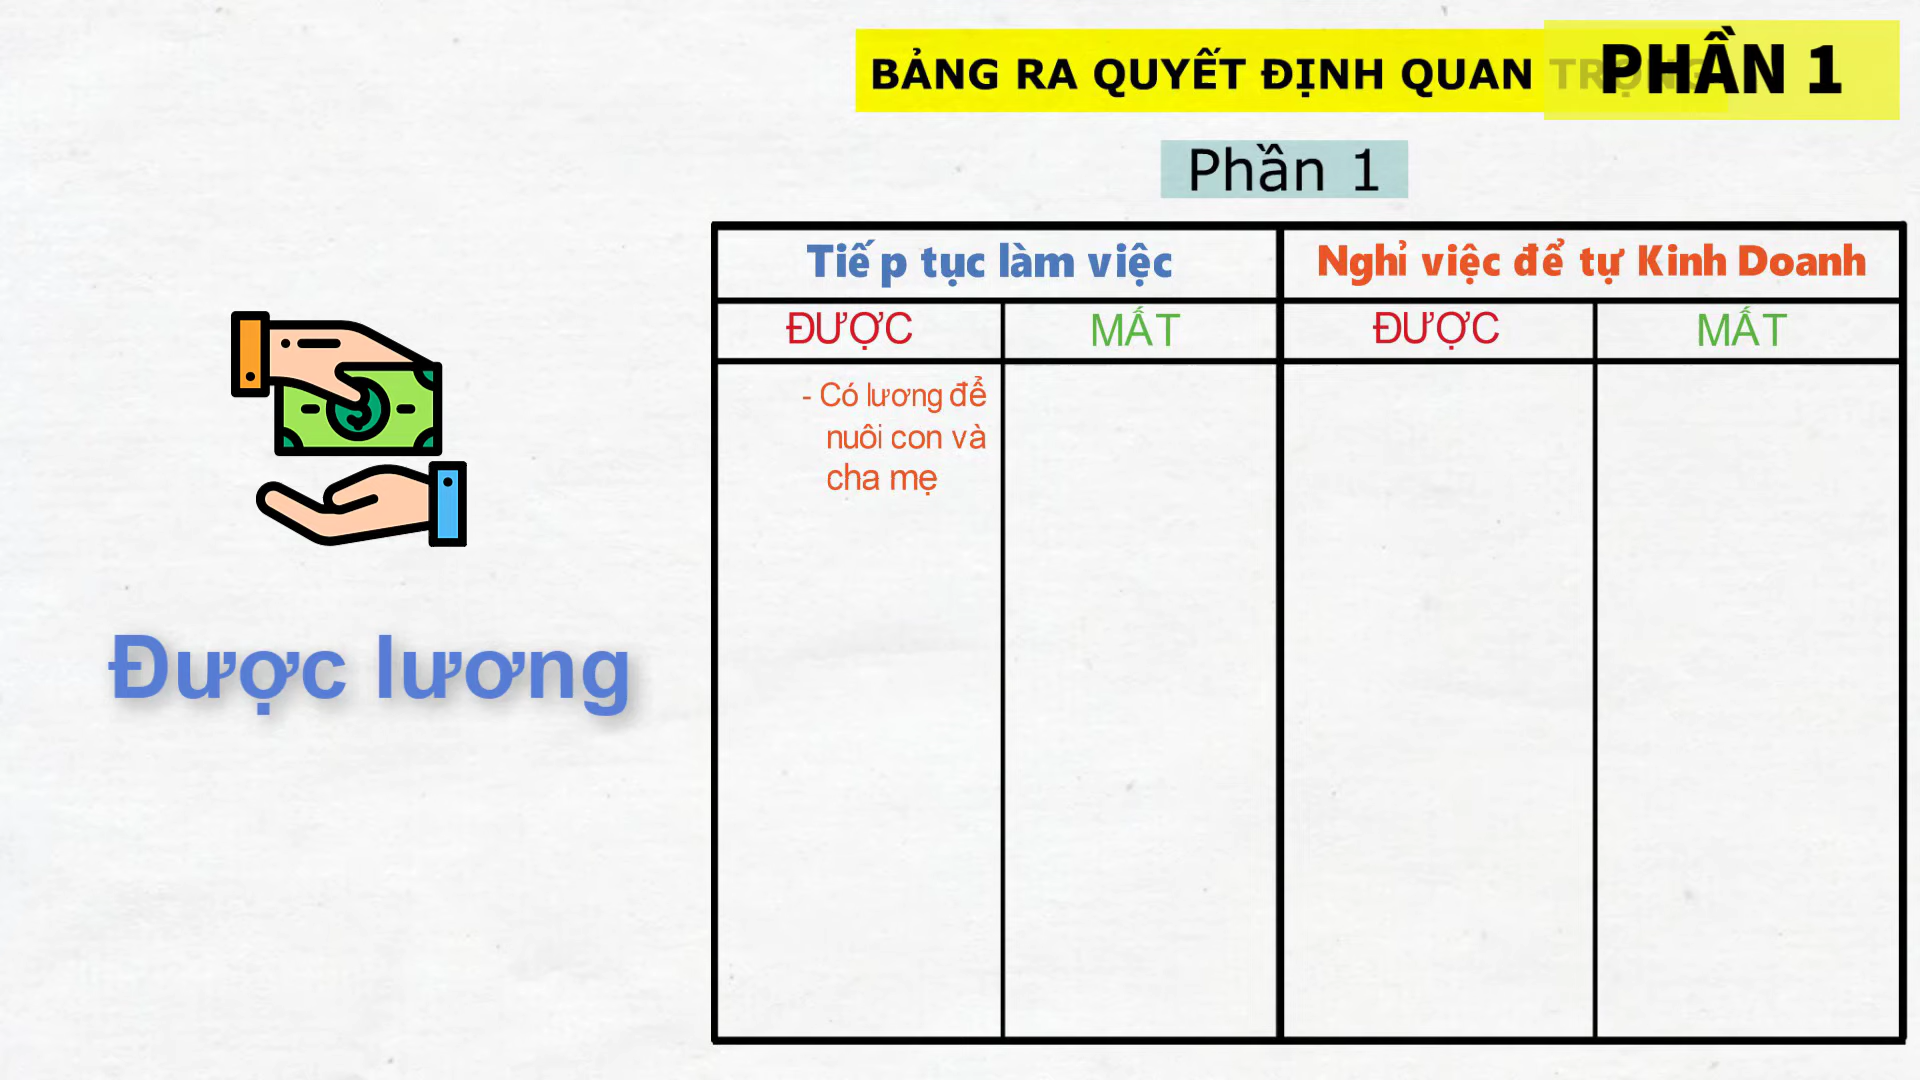 BẢNG RA QUYẾT ĐỊNH QUAN TRỌNG
PHẦN 1
Phần 1
Tiếp tục làm việc
Nghỉ việc để tự Kinh Doanh
ĐƯỢC
MẤT
ĐƯỢC
MẤT
- Có lương để
nuôi con và
cha mẹ
Được lương